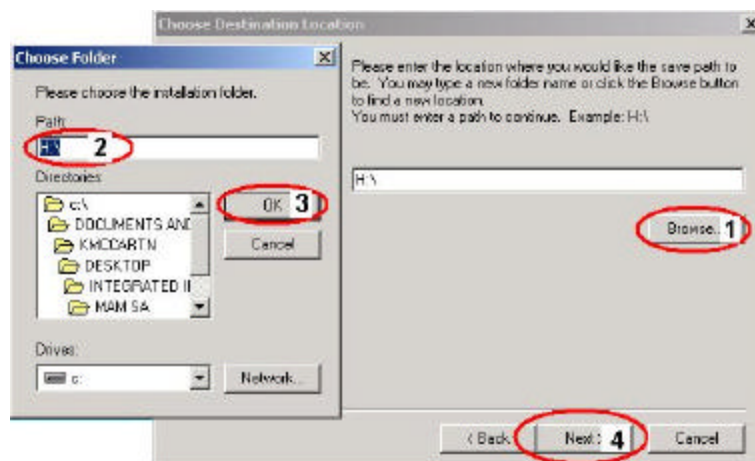 Choose Destination Location
Choose Folder
Please choose the installation folder.
Path:
H:\ 2
Directories:
c:\
DOCUMENTS AND
KMCCARTN
DESKTOP
INTEGRATED I
MAM SA
OK 3
Cancel
Drives:
c:
Network...
Please enter the location where you would like the save path to
be. You may type a new folder name or click the Browse button
to find a new location.
You must enter a path to continue. Example: H:\
H:\
Browse.. 1
< Back
Next > 4
Cancel